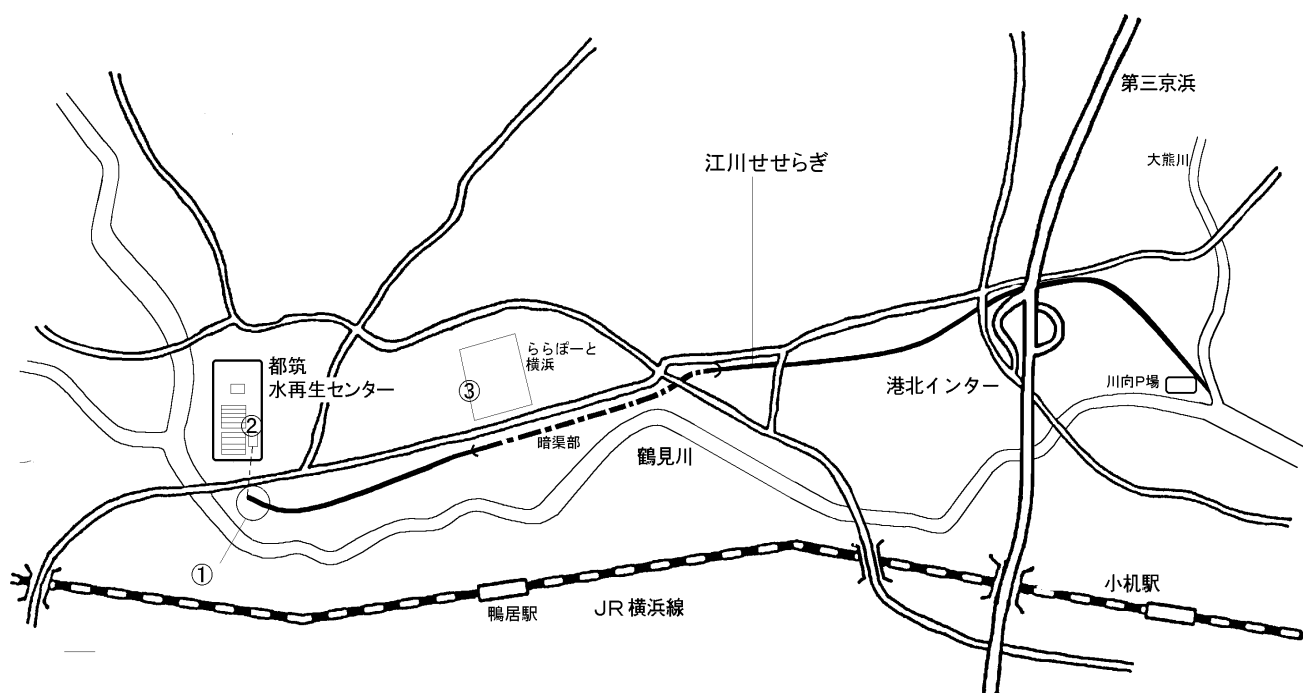 第三京浜
大熊川
江川せせらぎ
都筑
水再生センター
ららぽーと
横浜
③
②
港北インター
川向P場
暗渠部
鶴見川
①
鴨居駅
JR横浜線
小机駅